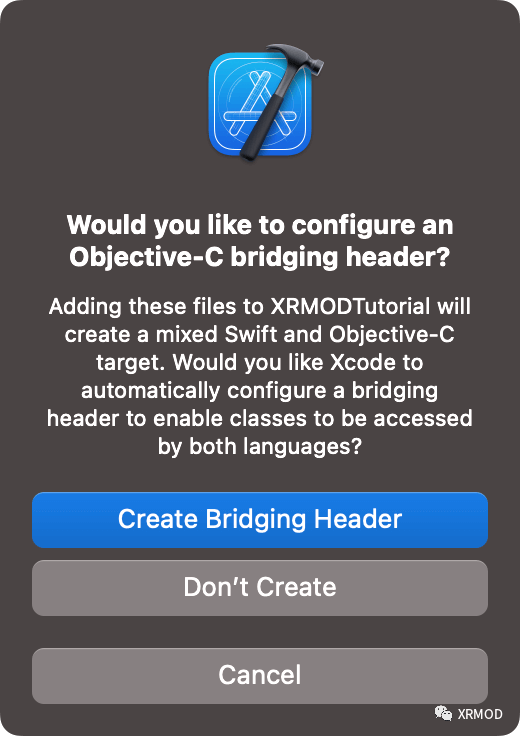 Would you like to configure an
Objective-C bridging header?
Adding these files to XRMODTutorial will
create a mixed Swift and Objective-C
target. Would you like Xcode to
automatically configure a bridging
header to enable classes to be accessed
by both languages?
Create Bridging Header
Don’t Create
Cancel
XRMOD